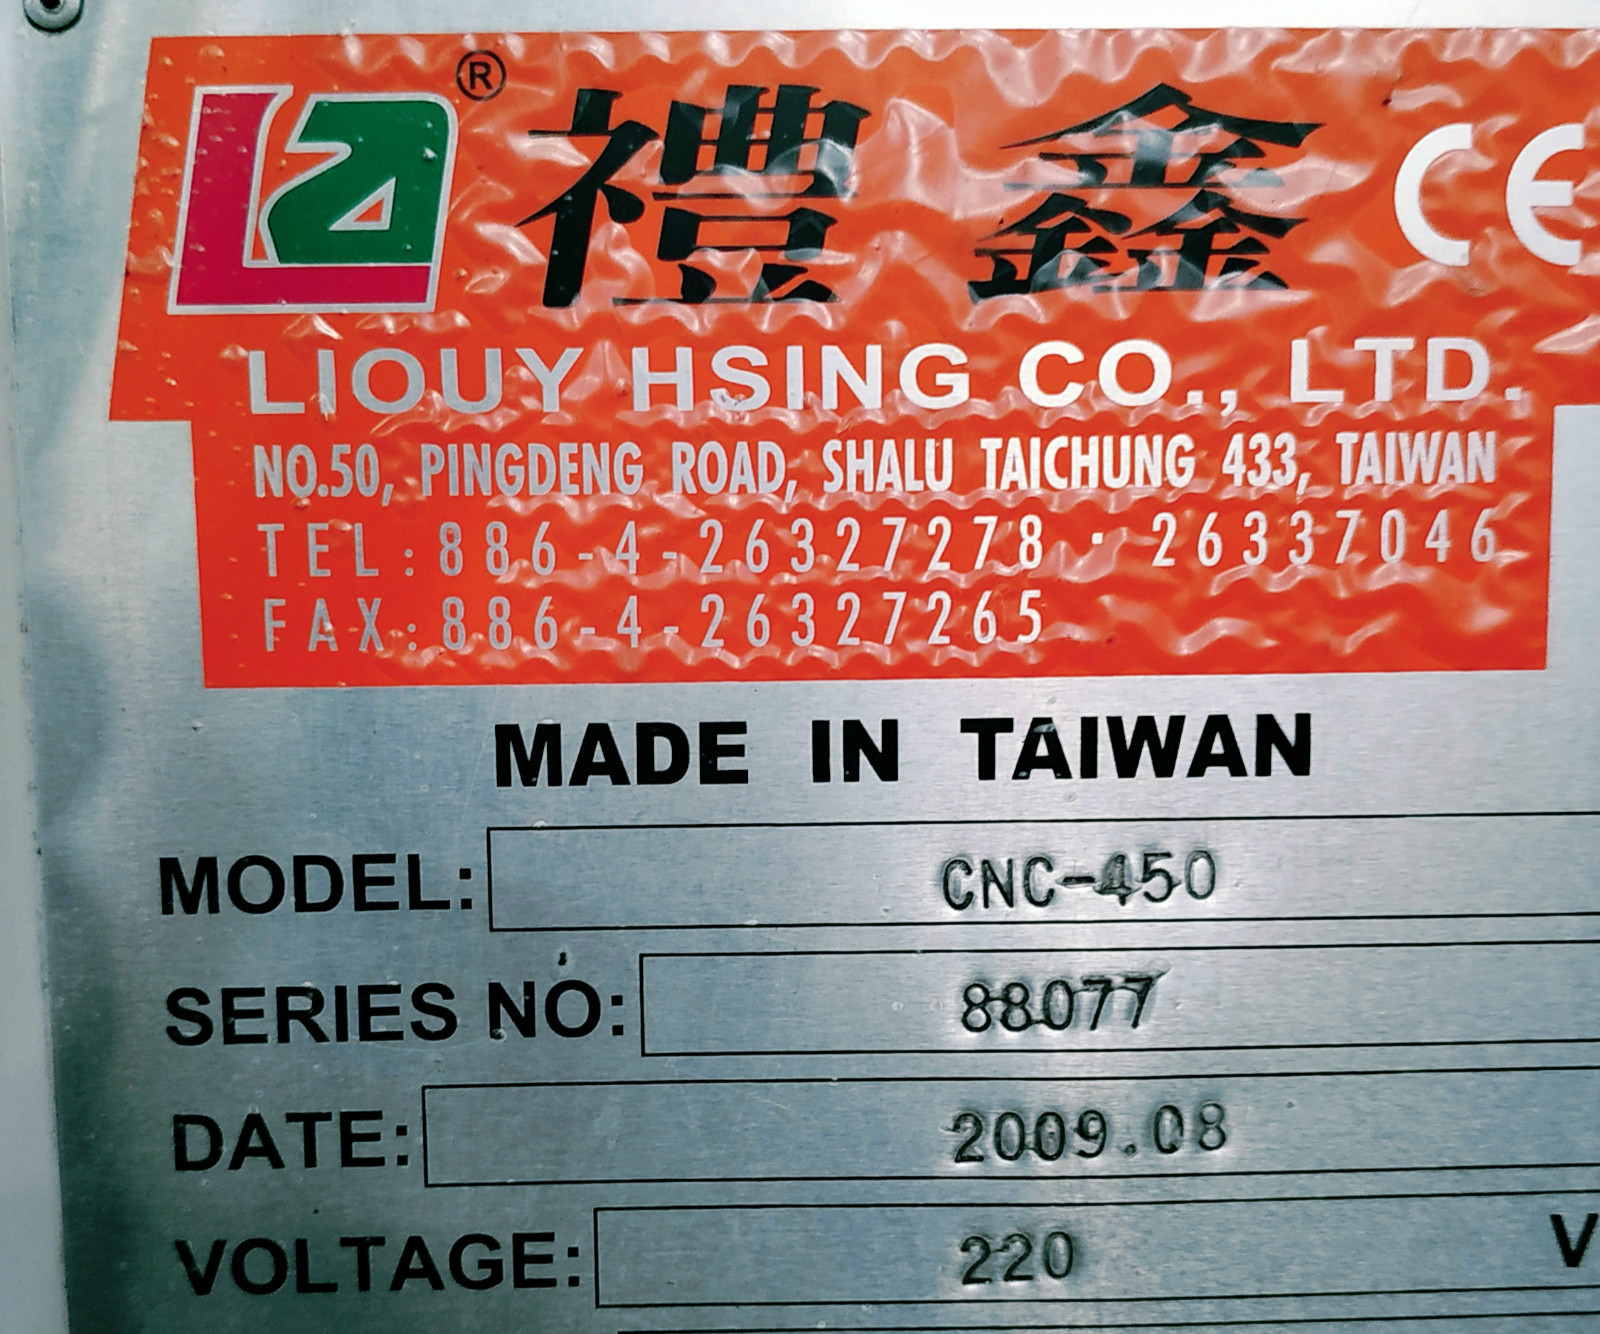 La® 禮鑫 CE
LIOUY HSING CO., LTD.
NO.50, PINGDENG ROAD, SHALU TAICHUNG 433, TAIWAN
TEL:886-4-26327278 · 26337046
FAX:886-4-26327265
MADE IN TAIWAN
MODEL: CNC-450
SERIES NO: 88077
DATE: 2009.08
VOLTAGE: 220 V